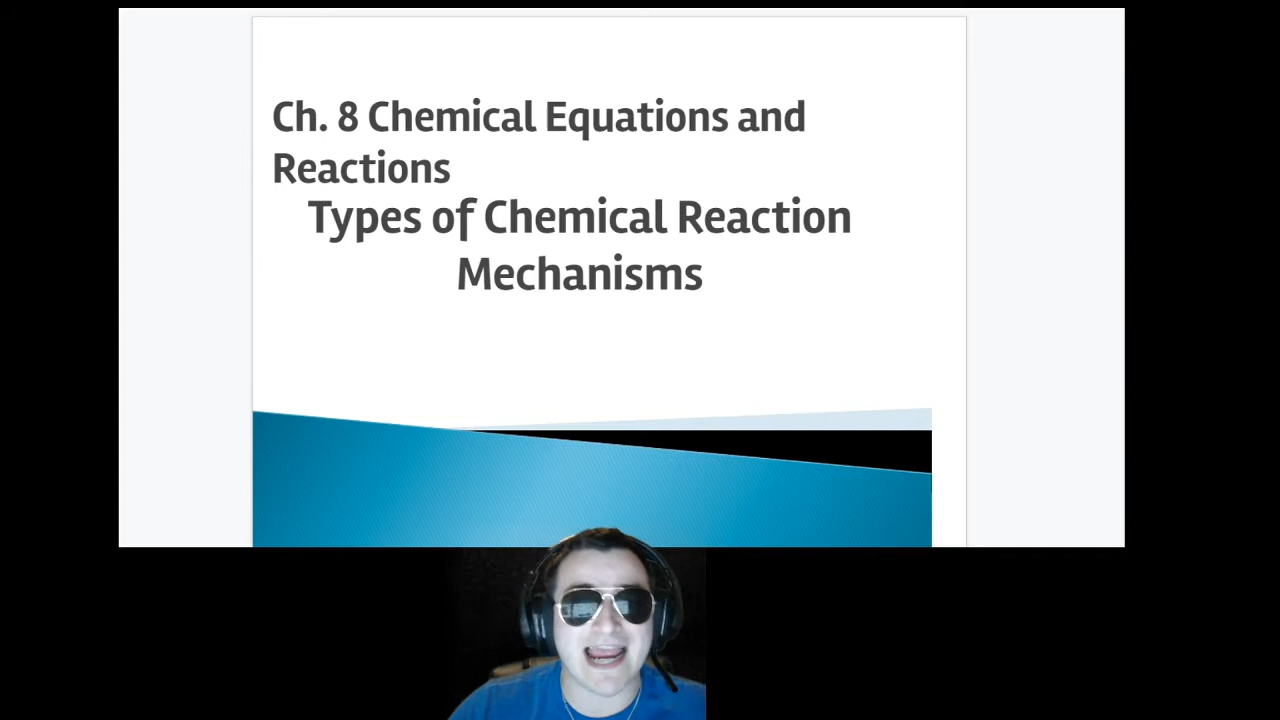 Ch. 8 Chemical Equations and
Reactions
Types of Chemical Reaction
Mechanisms